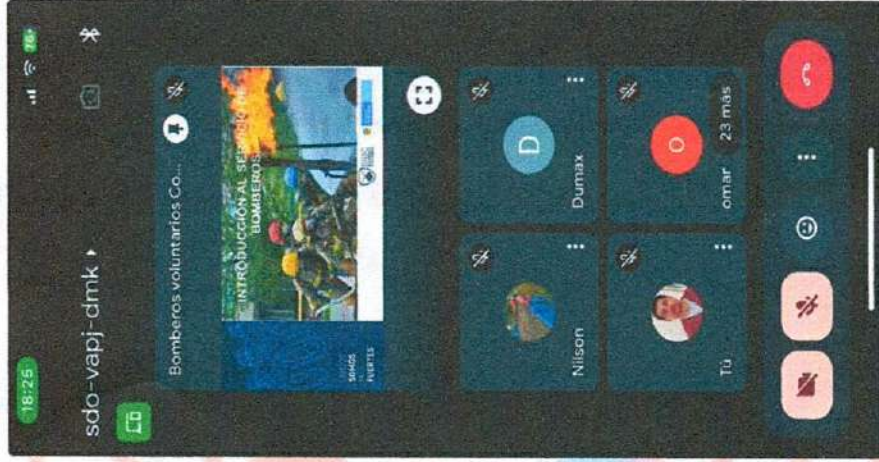 18:25
76
sdo-vapj-dmk
Bomberos voluntarios Co...
INTRODUCCIÓN AL SERVICIO DE
BOMBEROS
SOMOS
FUERTES
Nilson
D
Dumax
Tú
O
omar
23 más